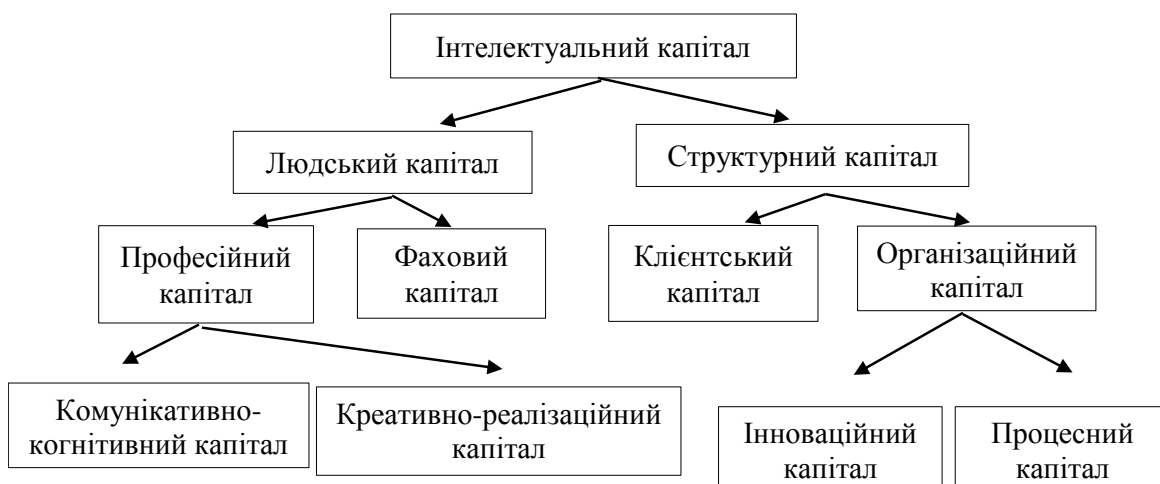 Інтелектуальний капітал
Людський капітал
Структурний капітал
Професійний
капітал
Фаховий
капітал
Клієнтський
капітал
Організаційний
капітал
Комунікативно-
когнітивний капітал
Креативно-реалізаційний
капітал
Інноваційний
капітал
Процесний
капітал